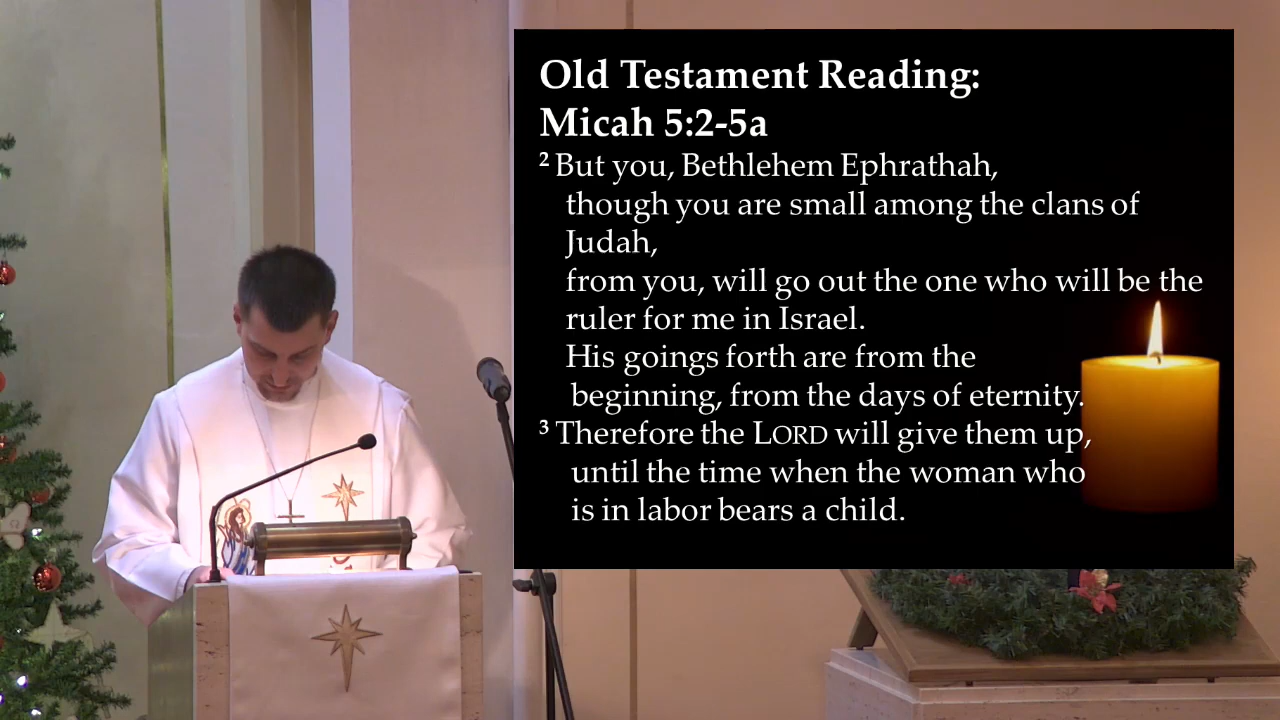 Old Testament Reading:
Micah 5:2-5a
2 But you, Bethlehem Ephrathah,
though you are small among the clans of
Judah,
from you, will go out the one who will be the
ruler for me in Israel.
His goings forth are from the
beginning, from the days of eternity.
3 Therefore the LORD will give them up,
until the time when the woman who
is in labor bears a child.